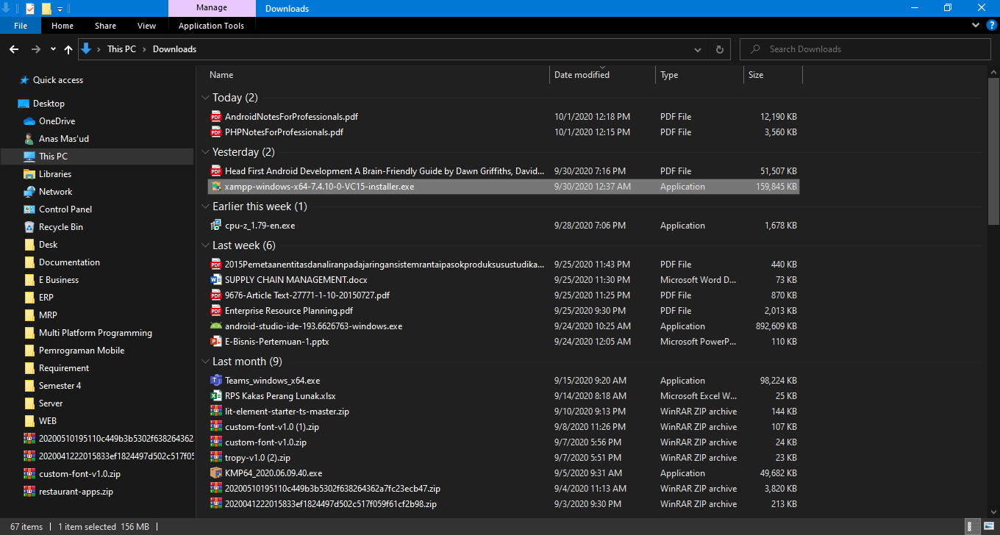 Manage
Downloads
File Home Share View Application Tools
This PC Downloads
Search Downloads
Quick access
Desktop
OneDrive
Anas Mas'ud
This PC
Libraries
Network
Control Panel
Recycle Bin
Desk
Documentation
E Business
ERP
MRP
Multi Platform Programming
Pemrograman Mobile
Requirement
Semester 4
Server
WEB
20200510195110c449b3b5302f638264362
2020041222015833ef1824497d502c517f05
custom-font-v1.0.zip
restaurant-apps.zip
Name Date modified Type Size
Today (2)
AndroidNotesForProfessionals.pdf 10/1/2020 12:18 PM PDF File 12,190 KB
PHPNotesForProfessionals.pdf 10/1/2020 12:15 PM PDF File 3,560 KB
Yesterday (2)
Head First Android Development A Brain-Friendly Guide by Dawn Griffiths, David... 9/30/2020 7:16 PM PDF File 51,507 KB
xampp-windows-x64-7.4.10-0-VC15-installer.exe 9/30/2020 12:37 AM Application 159,845 KB
Earlier this week (1)
cpu-z_1.79-en.exe 9/28/2020 7:06 PM Application 1,678 KB
Last week (6)
2015Pemetaanentitasdanaliranpadajaringansistemrantaipasokproduksusustudika... 9/25/2020 11:43 PM PDF File 440 KB
SUPPLY CHAIN MANAGEMENT.docx 9/25/2020 11:30 PM Microsoft Word D... 73 KB
9676-Article Text-27771-1-10-20150727.pdf 9/25/2020 11:25 PM PDF File 870 KB
Enterprise Resource Planning.pdf 9/25/2020 9:30 PM PDF File 2,013 KB
android-studio-ide-193.6626763-windows.exe 9/24/2020 10:25 AM Application 892,609 KB
E-Bisnis-Pertemuan-1.pptx 9/24/2020 12:05 AM Microsoft PowerP... 110 KB
Last month (9)
Teams_windows_x64.exe 9/15/2020 9:20 AM Application 98,224 KB
RPS Kakas Perang Lunak.xlsx 9/14/2020 8:18 AM Microsoft Excel W... 25 KB
lit-element-starter-ts-master.zip 9/10/2020 9:13 PM WinRAR ZIP archive 144 KB
custom-font-v1.0 (1).zip 9/8/2020 11:26 PM WinRAR ZIP archive 107 KB
custom-font-v1.0.zip 9/7/2020 5:56 PM WinRAR ZIP archive 24 KB
tropy-v1.0 (2).zip 9/7/2020 5:51 PM WinRAR ZIP archive 23 KB
KMP64_2020.06.09.40.exe 9/5/2020 9:31 AM Application 49,682 KB
20200510195110c449b3b5302f638264362a7fc23ecb47.zip 9/4/2020 11:13 AM WinRAR ZIP archive 3,820 KB
2020041222015833ef1824497d502c517f059f61cf2b98.zip 9/3/2020 9:30 PM WinRAR ZIP archive 213 KB
67 items 1 item selected 156 MB